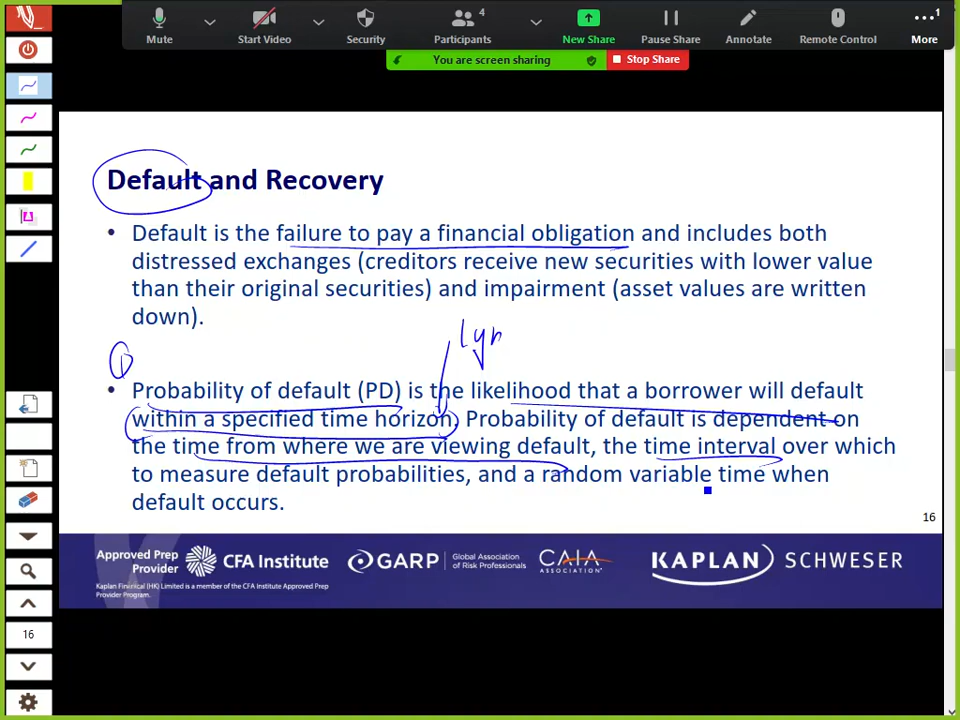 4
1
Mute
Start Video
Security
Participants
New Share
Pause Share
Annotate
Remote Control
More
You are screen sharing
Stop Share
Default and Recovery
• Default is the failure to pay a financial obligation and includes both
distressed exchanges (creditors receive new securities with lower value
than their original securities) and impairment (asset values are written
down).
1yr
①
• Probability of default (PD) is the likelihood that a borrower will default
within a specified time horizon. Probability of default is dependent on
the time from where we are viewing default, the time interval over which
to measure default probabilities, and a random variable time when
default occurs.
16
Approved Prep
Provider
CFA Institute
Kaplan Financial (HK) Limited is a member of the CFA Institute Approved Prep
Provider Program.
GARP
Global Association
of Risk Professionals
CAIA
ASSOCIATION®
KAPLAN
SCHWESER
16